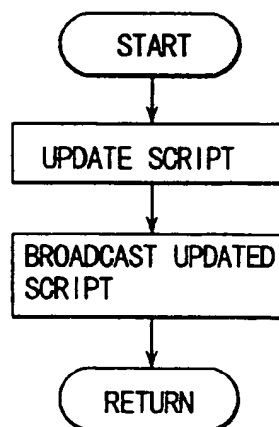 START
UPDATE SCRIPT
BROADCAST UPDATED
SCRIPT
RETURN